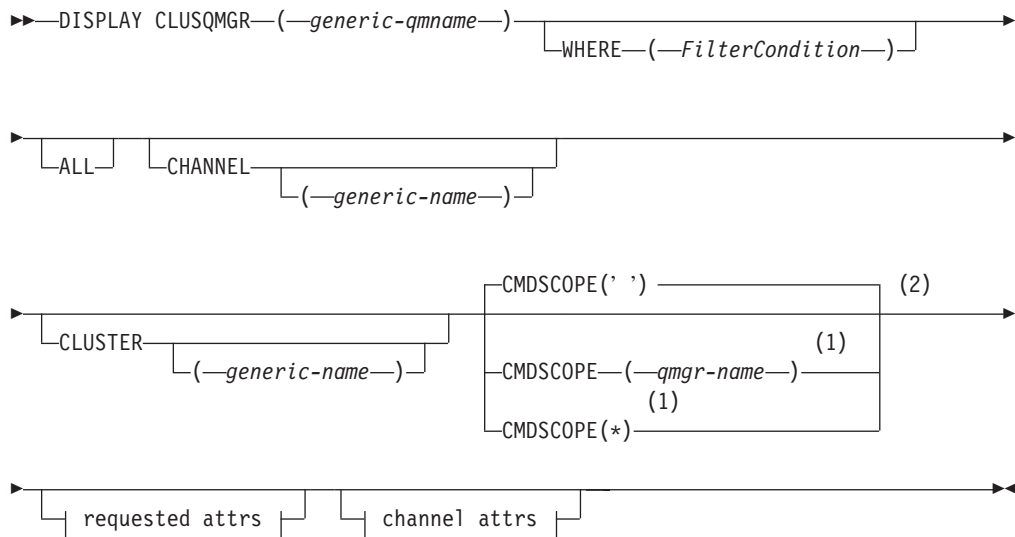 DISPLAY CLUSQMGR ( generic-qmname )
WHERE ( FilterCondition )
ALL CHANNEL
( generic-name )
CMDSCOPE(' ') (2)
CLUSTER (1)
( generic-name ) CMDSCOPE ( qmgr-name )
(1)
CMDSCOPE(*)
requested attrs channel attrs